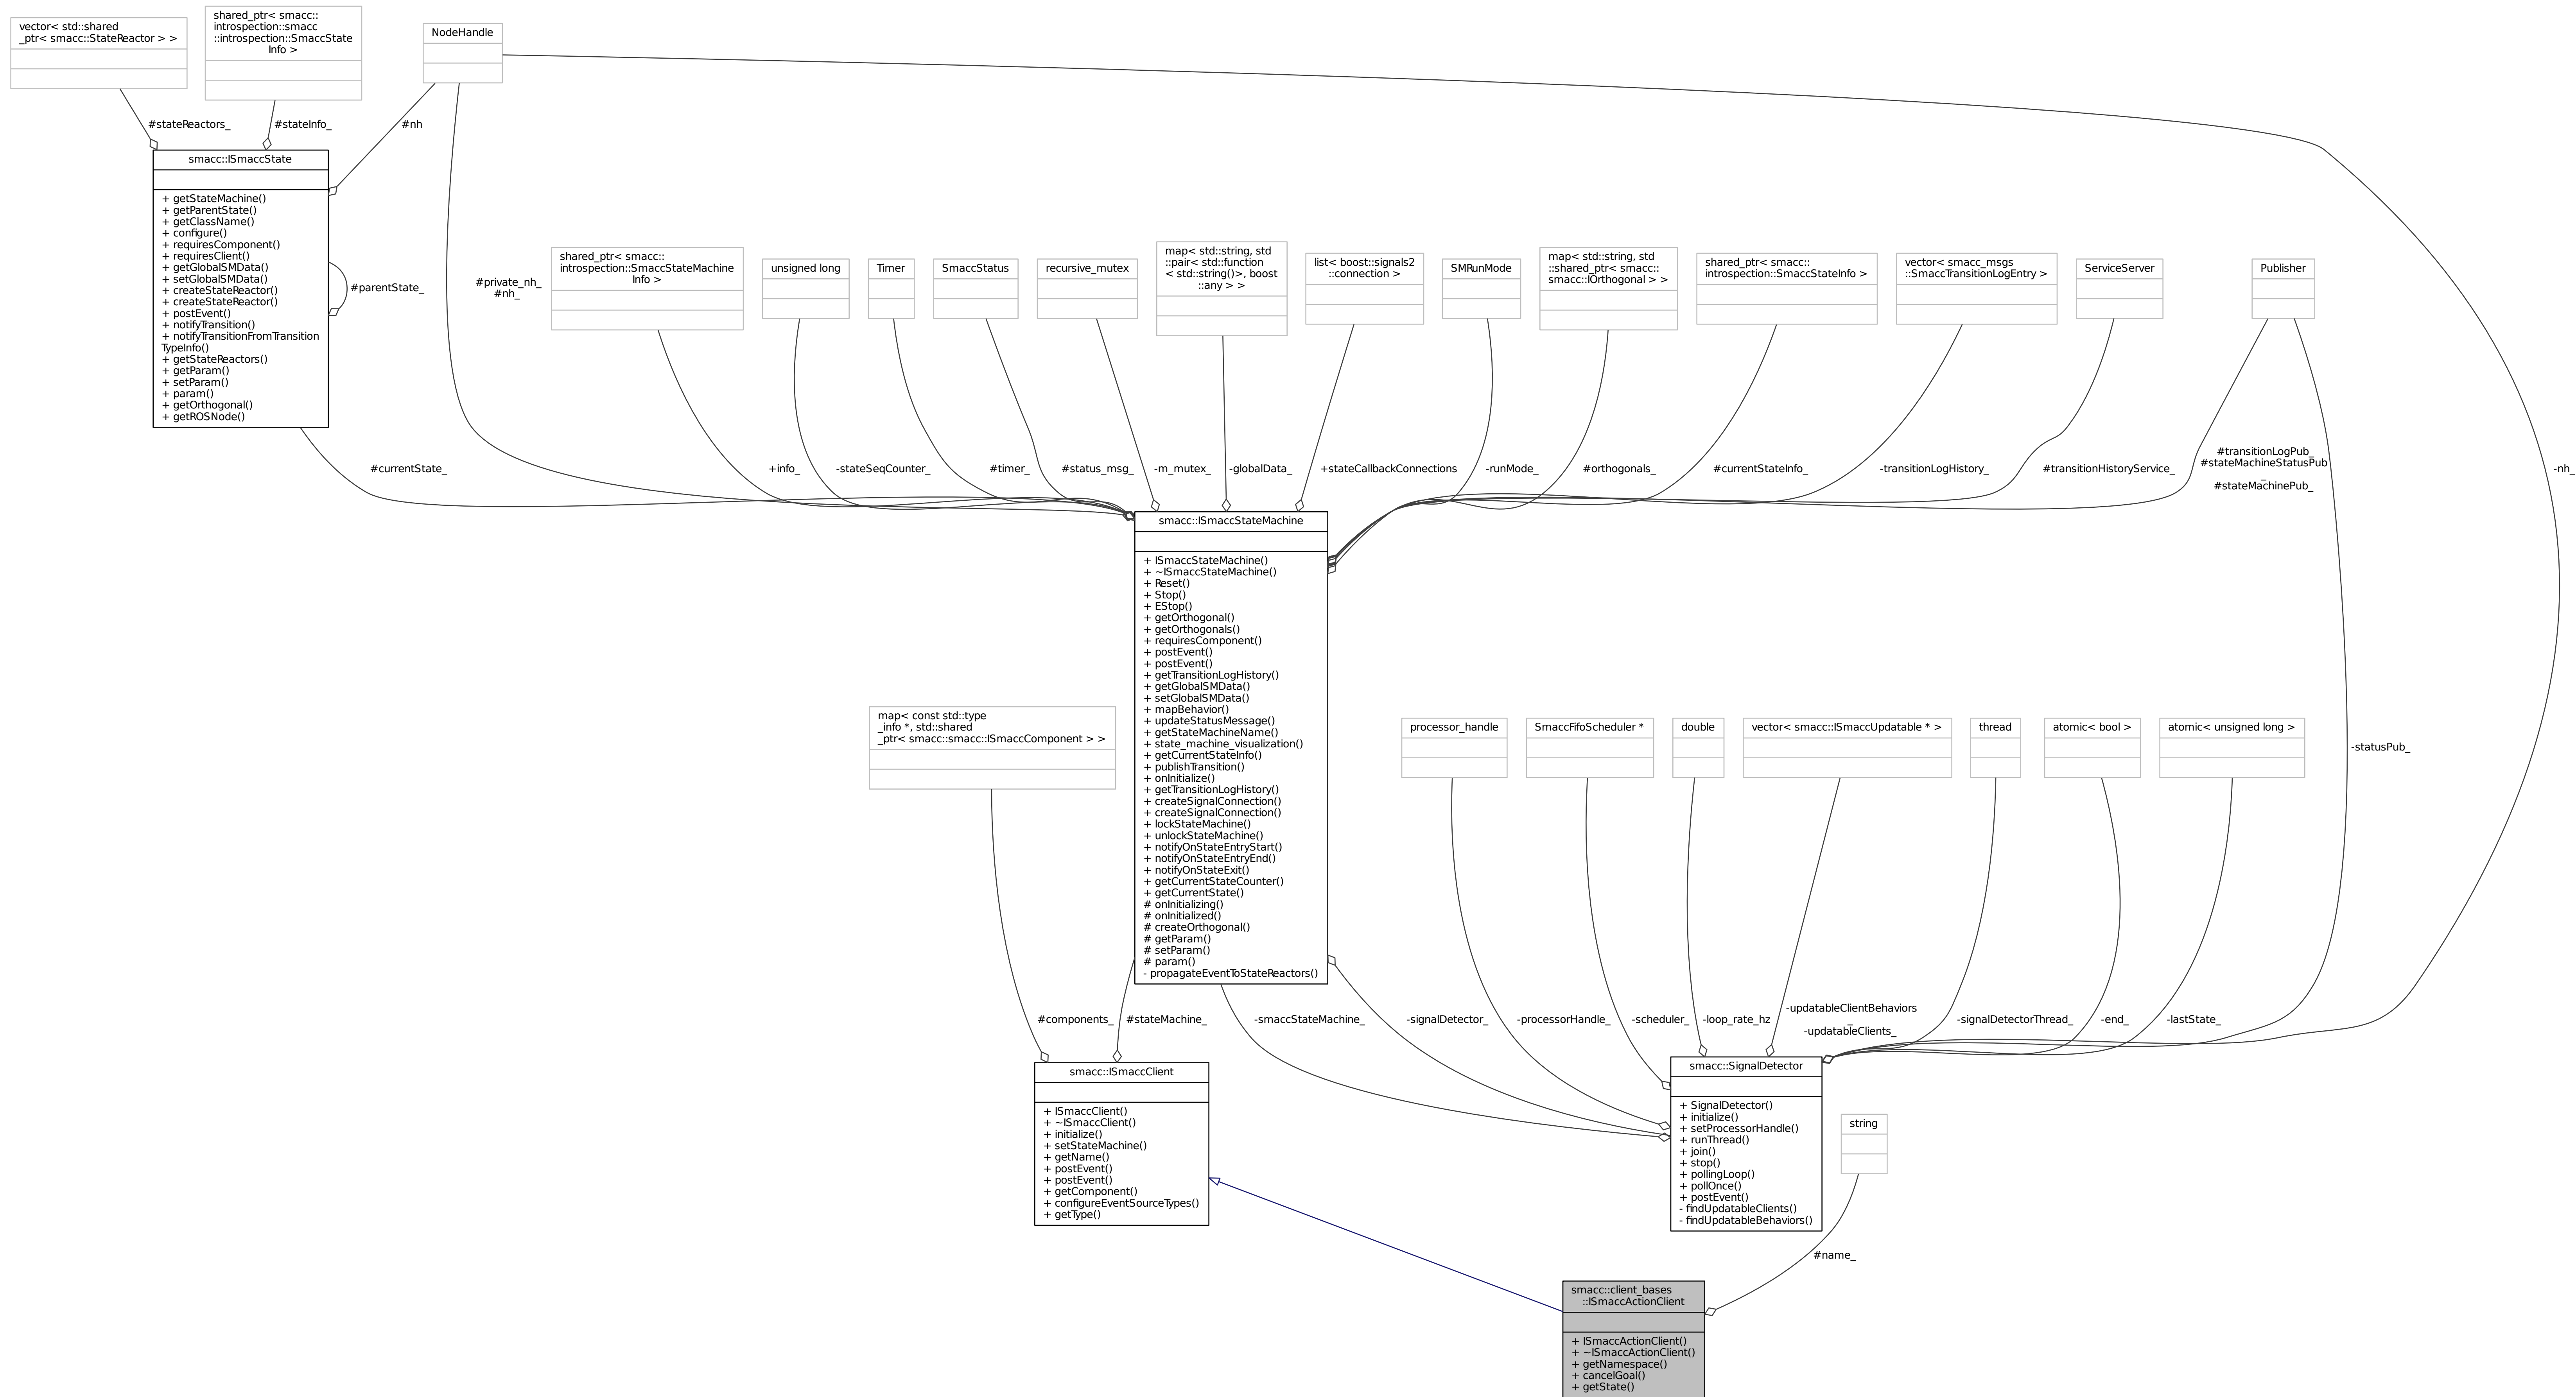 vector< std::shared
_ptr< smacc::StateReactor > >
shared_ptr< smacc::
introspection::smacc
::introspection::SmaccState
Info >
NodeHandle
#stateReactors_
#stateInfo_
#nh
smacc::ISmaccState
+ getStateMachine()
+ getParentState()
+ getClassName()
+ configure()
+ requiresComponent()
+ requiresClient()
+ getGlobalSMData()
+ setGlobalSMData()
+ createStateReactor()
+ createStateReactor()
+ postEvent()
+ notifyTransition()
+ notifyTransitionFromTransition
TypeInfo()
+ getStateReactors()
+ getParam()
+ setParam()
+ param()
+ getOrthogonal()
+ getROSNode()
#parentState_
#private_nh_
#nh_
shared_ptr< smacc::
introspection::SmaccStateMachine
Info >
unsigned long
Timer
SmaccStatus
recursive_mutex
map< std::string, std
::pair< std::function
< std::string()>, boost
::any > >
list< boost::signals2
::connection >
SMRunMode
map< std::string, std
::shared_ptr< smacc::
smacc::IOrthogonal > >
shared_ptr< smacc::
introspection::SmaccStateInfo >
vector< smacc_msgs
::SmaccTransitionLogEntry >
ServiceServer
Publisher
#currentState_
+info_
-stateSeqCounter_
#timer_
#status_msg_
-m_mutex_
-globalData_
+stateCallbackConnections
-runMode_
#orthogonals_
#currentStateInfo_
-transitionLogHistory_
#transitionHistoryService_
#transitionLogPub_
#stateMachineStatusPub
_
#stateMachinePub_
-nh_
smacc::ISmaccStateMachine
+ ISmaccStateMachine()
+ ~ISmaccStateMachine()
+ Reset()
+ Stop()
+ EStop()
+ getOrthogonal()
+ getOrthogonals()
+ requiresComponent()
+ postEvent()
+ postEvent()
+ getTransitionLogHistory()
+ getGlobalSMData()
+ setGlobalSMData()
+ mapBehavior()
+ updateStatusMessage()
+ getStateMachineName()
+ state_machine_visualization()
+ getCurrentStateInfo()
+ publishTransition()
+ onInitialize()
+ getTransitionLogHistory()
+ createSignalConnection()
+ createSignalConnection()
+ lockStateMachine()
+ unlockStateMachine()
+ notifyOnStateEntryStart()
+ notifyOnStateEntryEnd()
+ notifyOnStateExit()
+ getCurrentStateCounter()
+ getCurrentState()
# onInitializing()
# onInitialized()
# createOrthogonal()
# getParam()
# setParam()
# param()
- propagateEventToStateReactors()
map< const std::type
_info *, std::shared
_ptr< smacc::smacc::ISmaccComponent > >
processor_handle
SmaccFifoScheduler *
double
vector< smacc::ISmaccUpdatable * >
thread
atomic< bool >
atomic< unsigned long >
-statusPub_
#components_
#stateMachine_
-smaccStateMachine_
-signalDetector_
-processorHandle_
-scheduler_
-loop_rate_hz
-updatableClientBehaviors
_
-updatableClients_
-signalDetectorThread_
-end_
-lastState_
smacc::ISmaccClient
+ ISmaccClient()
+ ~ISmaccClient()
+ initialize()
+ setStateMachine()
+ getName()
+ postEvent()
+ postEvent()
+ getComponent()
+ configureEventSourceTypes()
+ getType()
smacc::SignalDetector
+ SignalDetector()
+ initialize()
+ setProcessorHandle()
+ runThread()
+ join()
+ stop()
+ pollingLoop()
+ pollOnce()
+ postEvent()
- findUpdatableClients()
- findUpdatableBehaviors()
string
#name_
smacc::client_bases
::ISmaccActionClient
+ ISmaccActionClient()
+ ~ISmaccActionClient()
+ getNamespace()
+ cancelGoal()
+ getState()